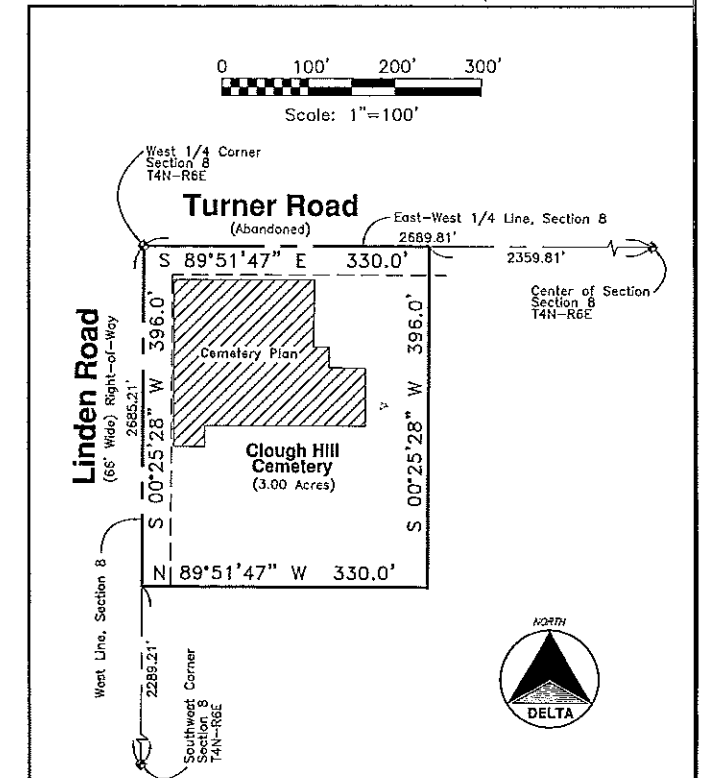 0 100' 200' 300'
Scale: 1"=100'
West 1/4 Corner
Section 8
T4N-R6E
Turner Road
(Abandoned)
East-West 1/4 Line, Section 8
2689.81'
2359.81'
S 89°51'47" E 330.0'
Center of Section
Section 8
T4N-R6E
Linden Road
(66' Wide) Right-of-Way
2685.21'
S 00°25'28" W 396.0'
Cemetery Plan
S 00°25'28" W 396.0'
Clough Hill
Cemetery
(3.00 Acres)
N 89°51'47" W 330.0'
West Line, Section 8
2289.21'
Southwest Corner
Section 8
T4N-R6E
NORTH
DELTA